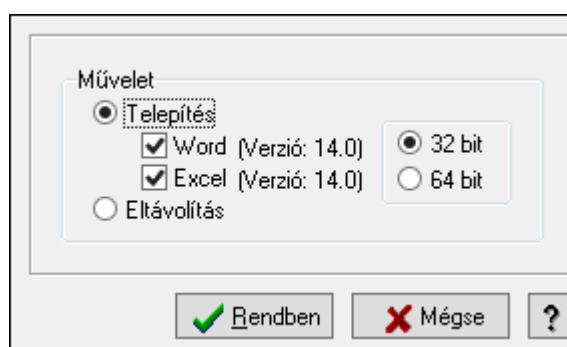 Művelet
Telepítés
Word (Verzió: 14.0) 32 bit
Excel (Verzió: 14.0) 64 bit
Eltávolítás
Rendben Mégse ?